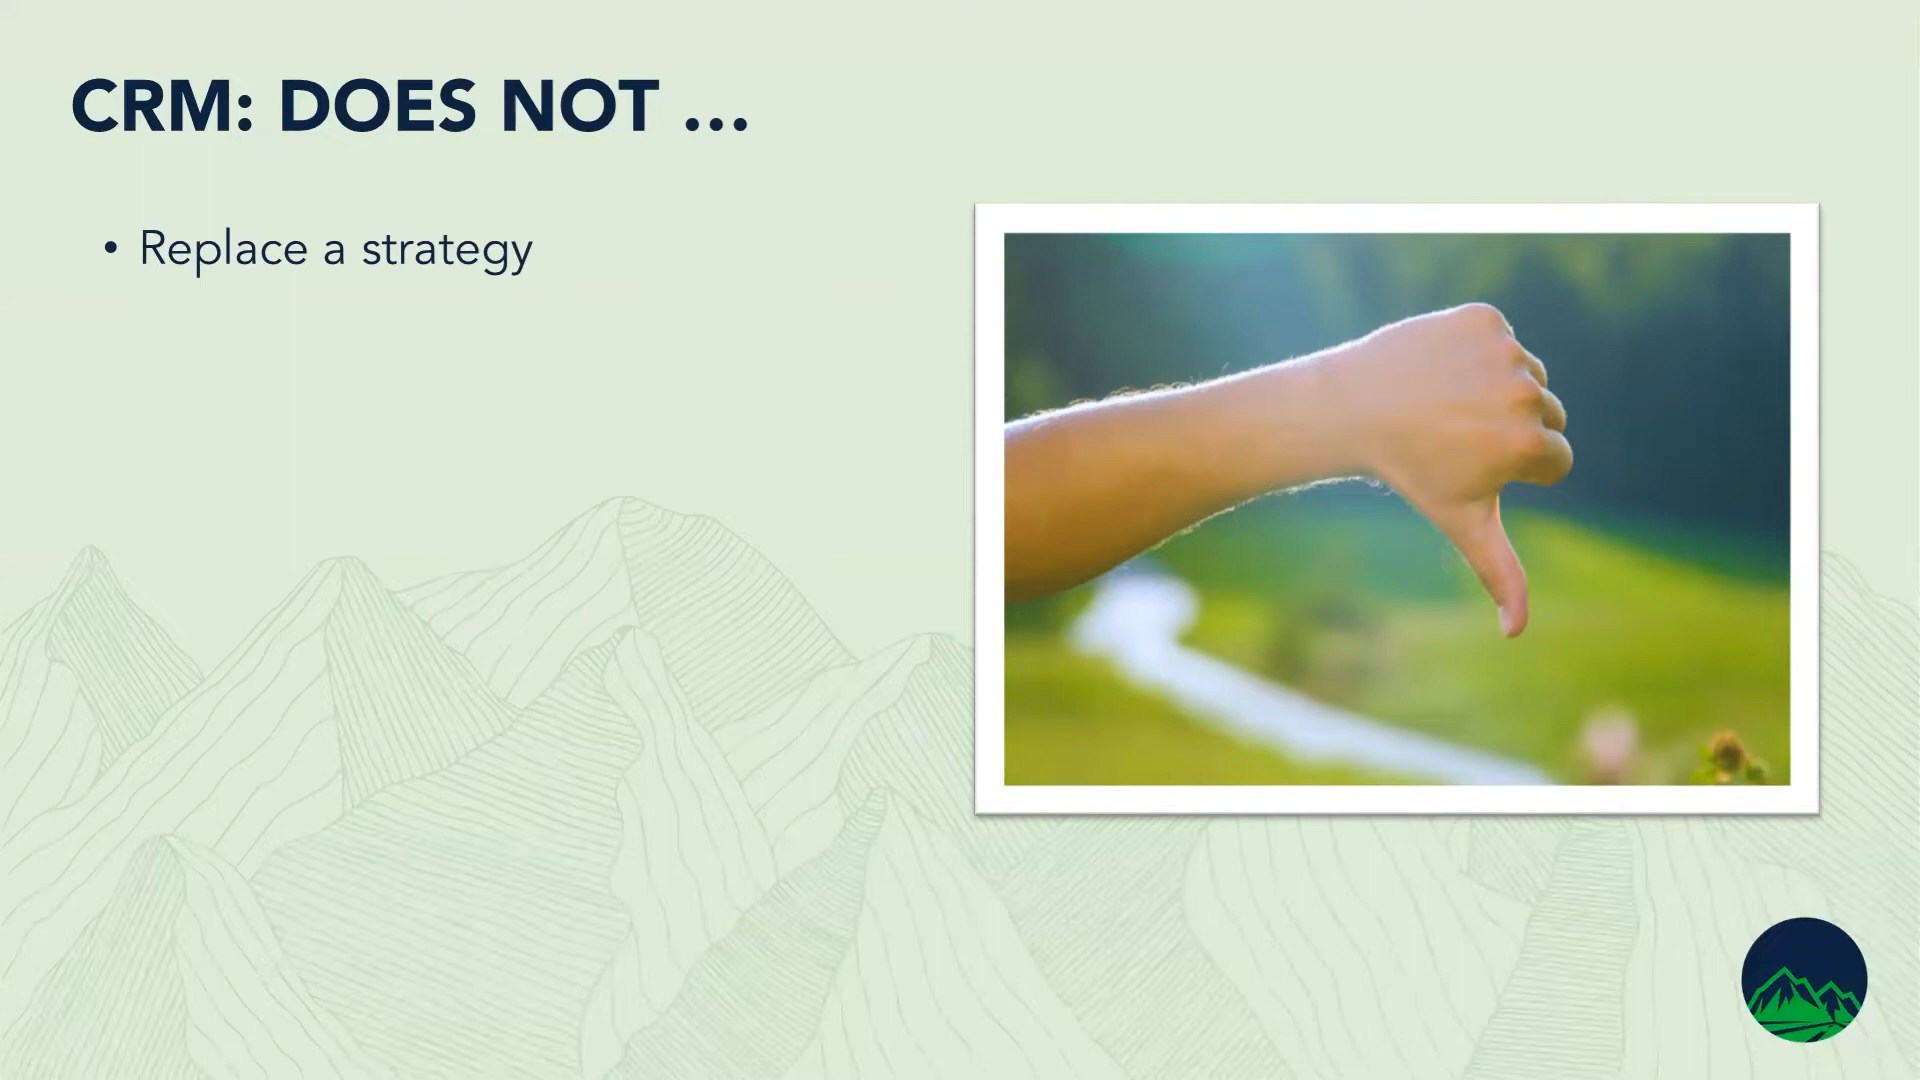 CRM: DOES NOT ...
• Replace a strategy